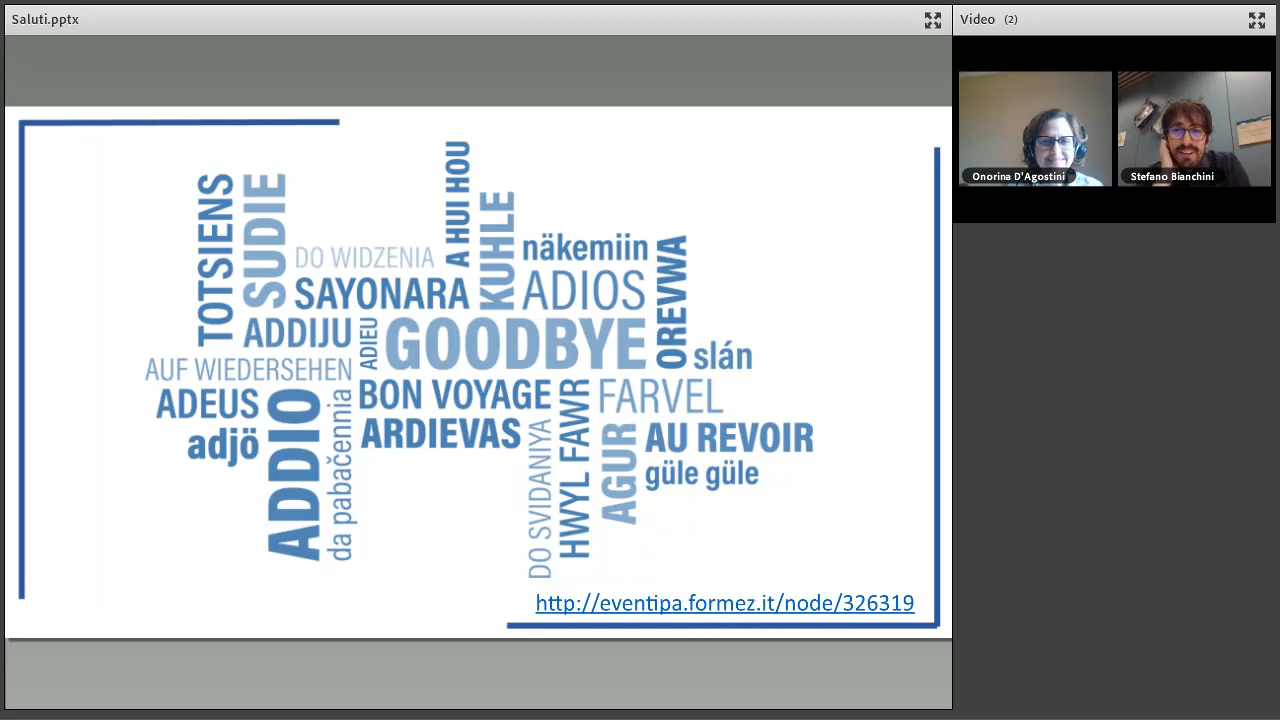 Saluti.pptx
Video (2)
Onorina D'Agostini
Stefano Bianchini
TOTSIENS
SUDIE
A HUI HOU
KUHLE
DO WIDZENIA
näkemiin
OREVWA
SAYONARA
ADIOS
ADDIJU
ADIEU
GOODBYE
slán
AUF WIEDERSEHEN
ADEUS
BON VOYAGE
FARVEL
adjö
ADDIO
da pabačennia
ARDIEVAS
DO SVIDANIYA
HWYL FAWR
AGUR
AU REVOIR
güle güle
http://eventipa.formez.it/node/326319